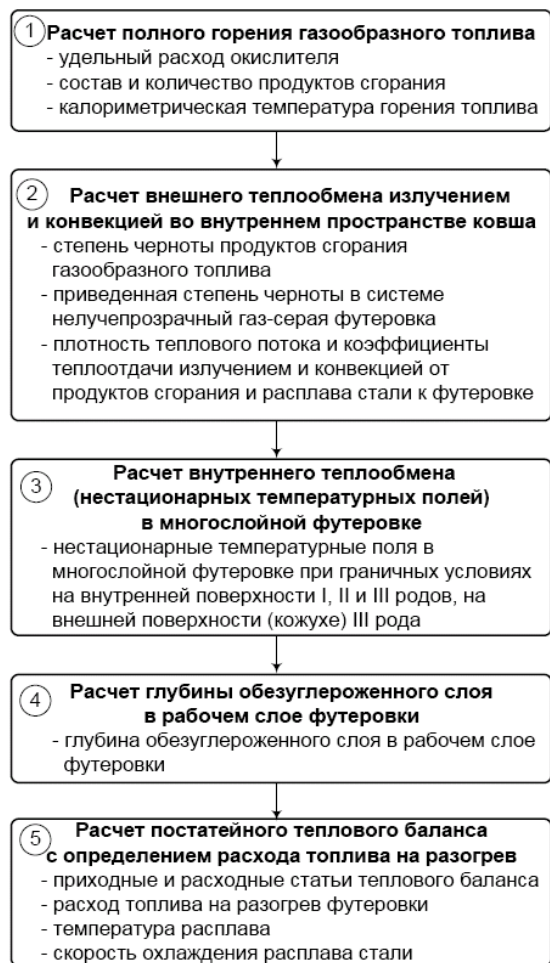 1 Расчет полного горения газообразного топлива
- удельный расход окислителя
- состав и количество продуктов сгорания
- калориметрическая температура горения топлива
2 Расчет внешнего теплообмена излучением
и конвекцией во внутреннем пространстве ковша
- степень черноты продуктов сгорания
газообразного топлива
- приведенная степень черноты в системе
нелучепрозрачный газ-серая футеровка
- плотность теплового потока и коэффициенты
теплоотдачи излучением и конвекцией от
продуктов сгорания и расплава стали к футеровке
3 Расчет внутреннего теплообмена
(нестационарных температурных полей)
в многослойной футеровке
- нестационарные температурные поля в
многослойной футеровке при граничных условиях
на внутренней поверхности I, II и III родов, на
внешней поверхности (кожухе) III рода
4 Расчет глубины обезуглероженного слоя
в рабочем слое футеровки
- глубина обезуглероженного слоя в рабочем слое
футеровки
5 Расчет постатейного теплового баланса
с определением расхода топлива на разогрев
- приходные и расходные статьи теплового баланса
- расход топлива на разогрев футеровки
- температура расплава
- скорость охлаждения расплава стали